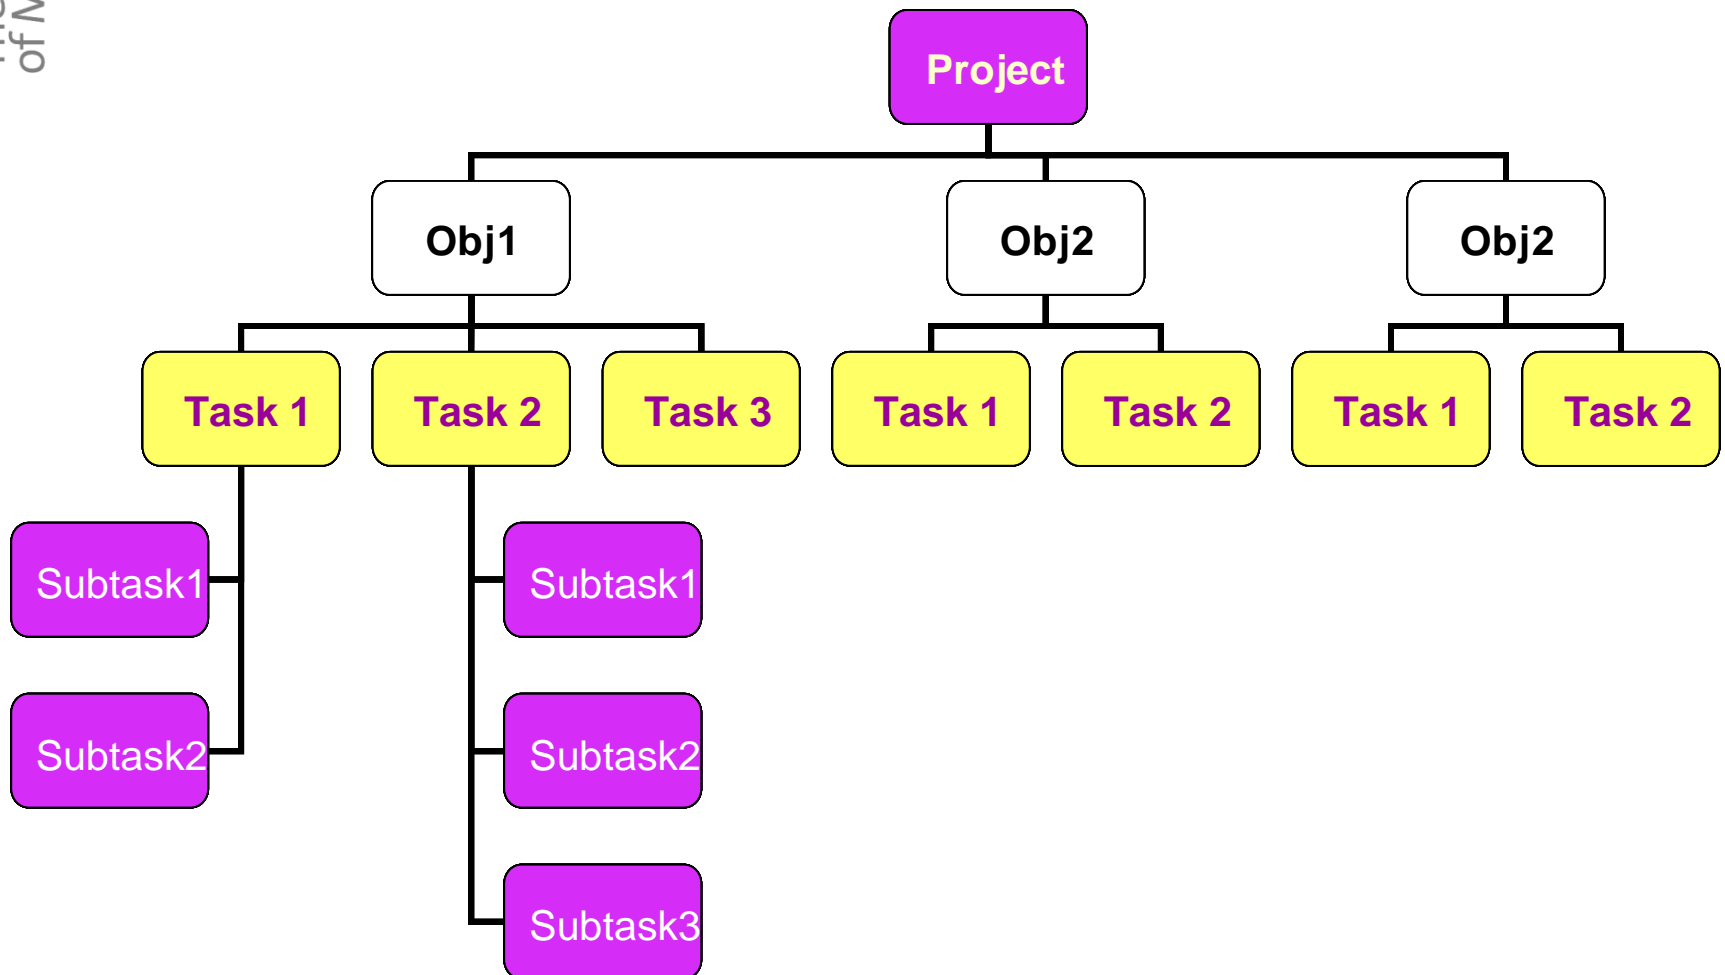 of
Project
Obj1
Obj2
Obj2
Task 1
Task 2
Task 3
Task 1
Task 2
Task 1
Task 2
Subtask1
Subtask1
Subtask2
Subtask2
Subtask3